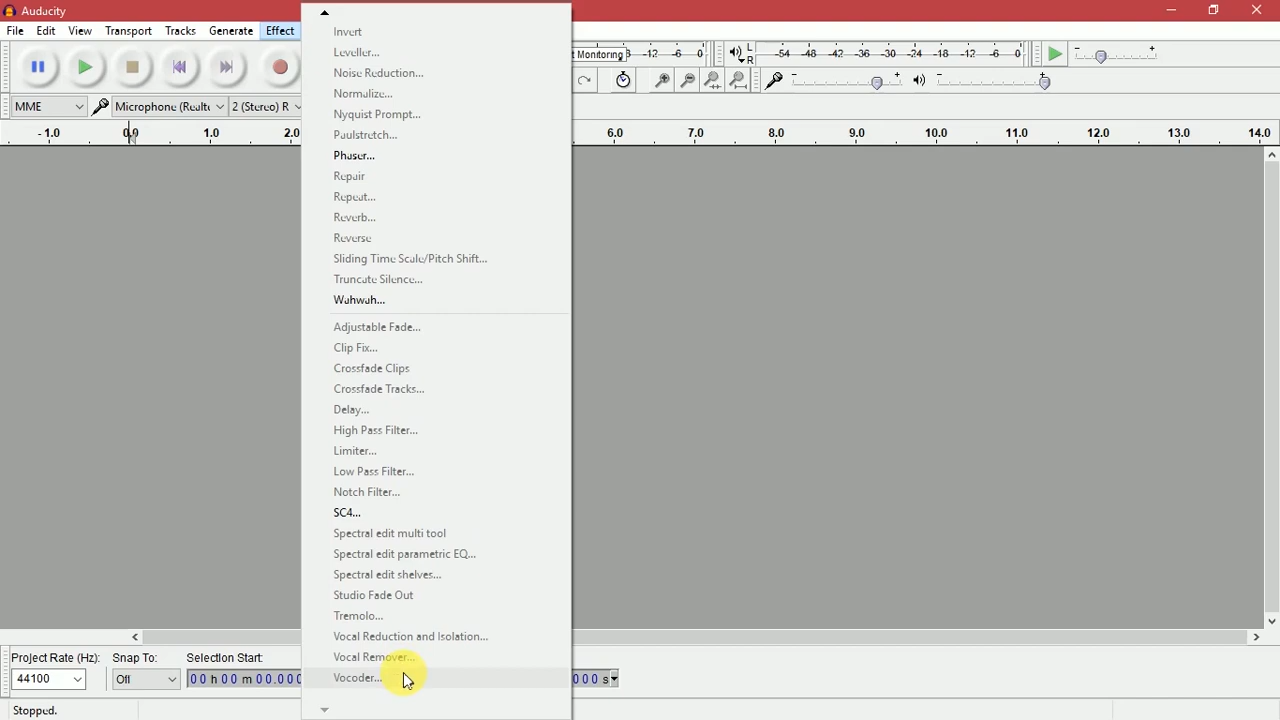 Audacity
File Edit View Transport Tracks Generate Effect
t Monitoring -12 -6 0
L R -54 -48 -42 -36 -30 -24 -18 -12 -6 0
MME Microphone (Realte 2 (Stereo) R
-1.0 0.0 1.0 2.0 6.0 7.0 8.0 9.0 10.0 11.0 12.0 13.0 14.0
Invert
Leveller...
Noise Reduction...
Normalize...
Nyquist Prompt...
Paulstretch...
Phaser...
Repair
Repeat...
Reverb...
Reverse
Sliding Time Scale/Pitch Shift...
Truncate Silence...
Wahwah...
Adjustable Fade...
Clip Fix...
Crossfade Clips
Crossfade Tracks...
Delay...
High Pass Filter...
Limiter...
Low Pass Filter...
Notch Filter...
SC4...
Spectral edit multi tool
Spectral edit parametric EQ...
Spectral edit shelves...
Studio Fade Out
Tremolo...
Vocal Reduction and Isolation...
Vocal Remover...
Vocoder...
Project Rate (Hz): Snap To: Selection Start:
44100 Off 00 h 00 m 00.000 000 s
Stopped.